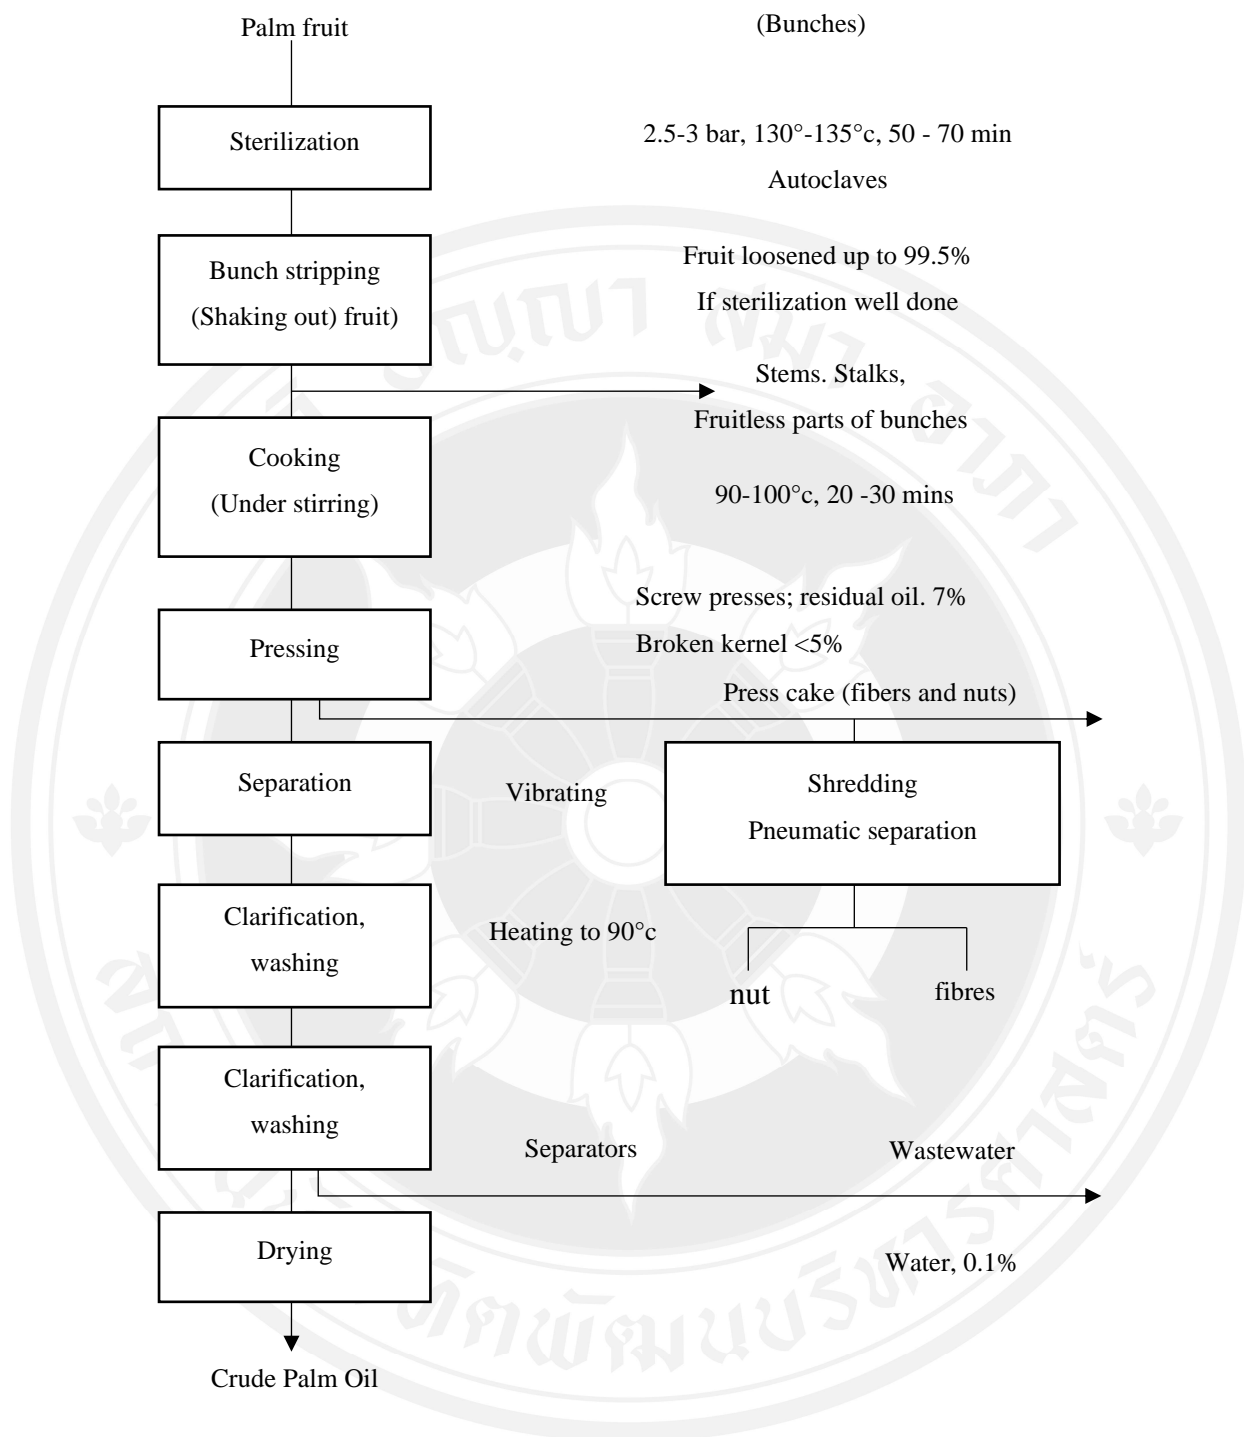 Palm fruit
(Bunches)
Sterilization
2.5-3 bar, 130°-135°c, 50 - 70 min
Autoclaves
Bunch stripping
(Shaking out) fruit)
Fruit loosened up to 99.5%
If sterilization well done
Stems. Stalks,
Fruitless parts of bunches
Cooking
(Under stirring)
90-100°c, 20 -30 mins
Pressing
Screw presses; residual oil. 7%
Broken kernel <5%
Press cake (fibers and nuts)
Separation
Vibrating
Shredding
Pneumatic separation
Clarification,
washing
Heating to 90°c
nut
fibres
Clarification,
washing
Separators
Wastewater
Drying
Water, 0.1%
Crude Palm Oil